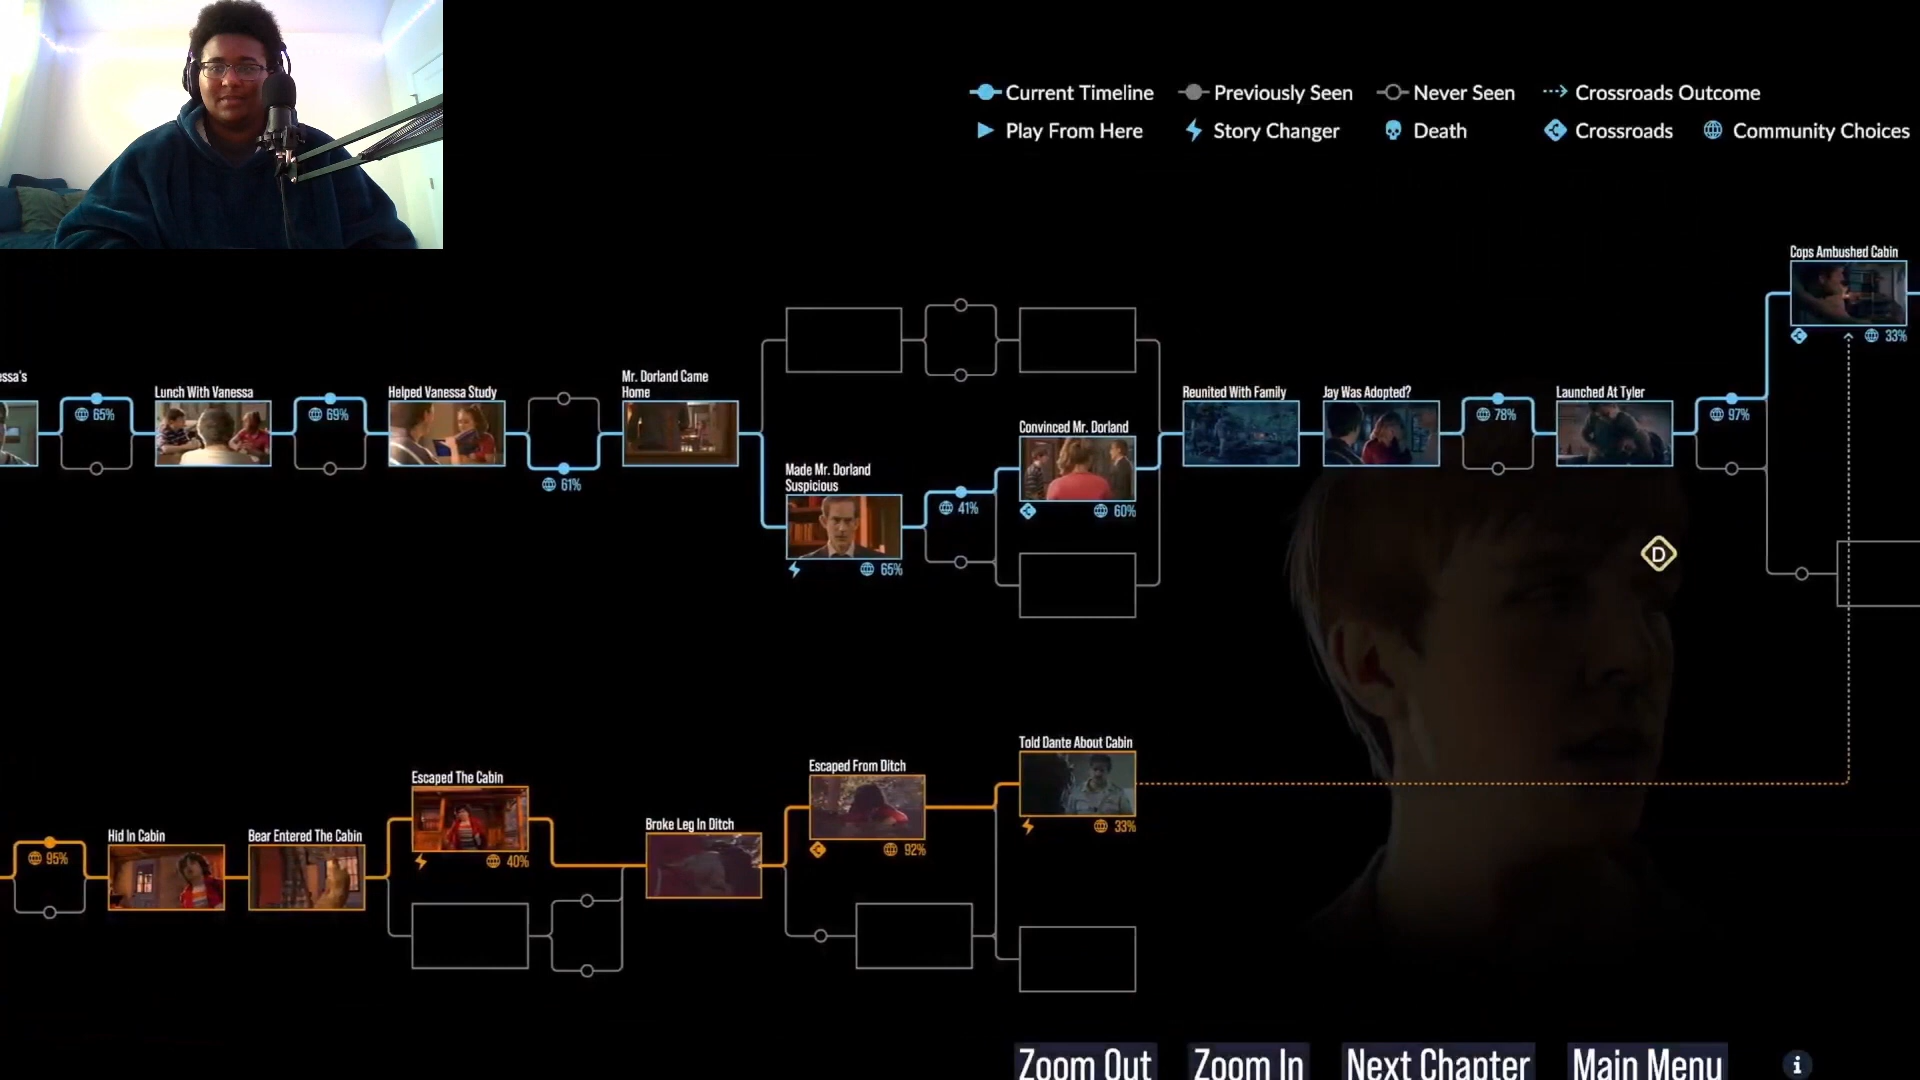 Current Timeline
Previously Seen
Never Seen
Crossroads Outcome
Play From Here
Story Changer
Death
Crossroads
Community Choices
Cops Ambushed Cabin
33%
essa's
65%
Lunch With Vanessa
69%
Helped Vanessa Study
61%
Mr. Dorland Came
Home
Made Mr. Dorland
Suspicious
65%
41%
Convinced Mr. Dorland
60%
Reunited With Family
Jay Was Adopted?
78%
Launched At Tyler
97%
D
95%
Hid In Cabin
Bear Entered The Cabin
Escaped The Cabin
40%
Broke Leg In Ditch
Escaped From Ditch
92%
Told Dante About Cabin
33%
Zoom Out
Zoom In
Next Chapter
Main Menu
i